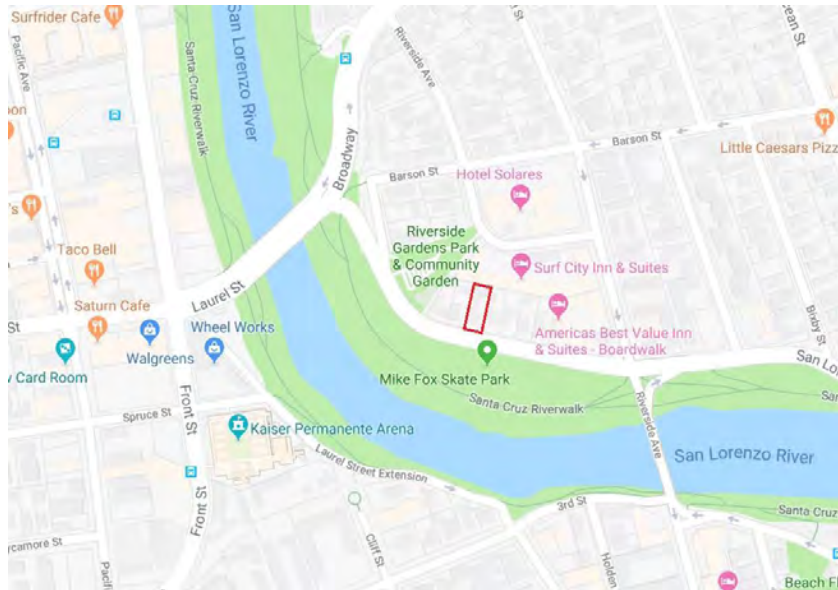 Surfrider Cafe
Pacific Ave
San Lorenzo River
Santa Cruz Riverwalk
Riverside Ave
Broadway
Barson St
Barson St
Little Caesars Pizz
Hotel Solares
Riverside
Gardens Park
& Community
Garden
Surf City Inn & Suites
Americas Best Value Inn
& Suites - Boardwalk
Bixby St
Taco Bell
Saturn Cafe
Laurel St
Wheel Works
Walgreens
Card Room
Front St
Spruce St
Mike Fox Skate Park
Santa Cruz Riverwalk
San Lo
Riverside Ave
Kaiser Permanente Arena
Laurel Street Extension
San Lorenzo River
Front St
3rd St
Santa Cruz
Cliff St
ycamore St
Pacif
Holden
Beach Fl